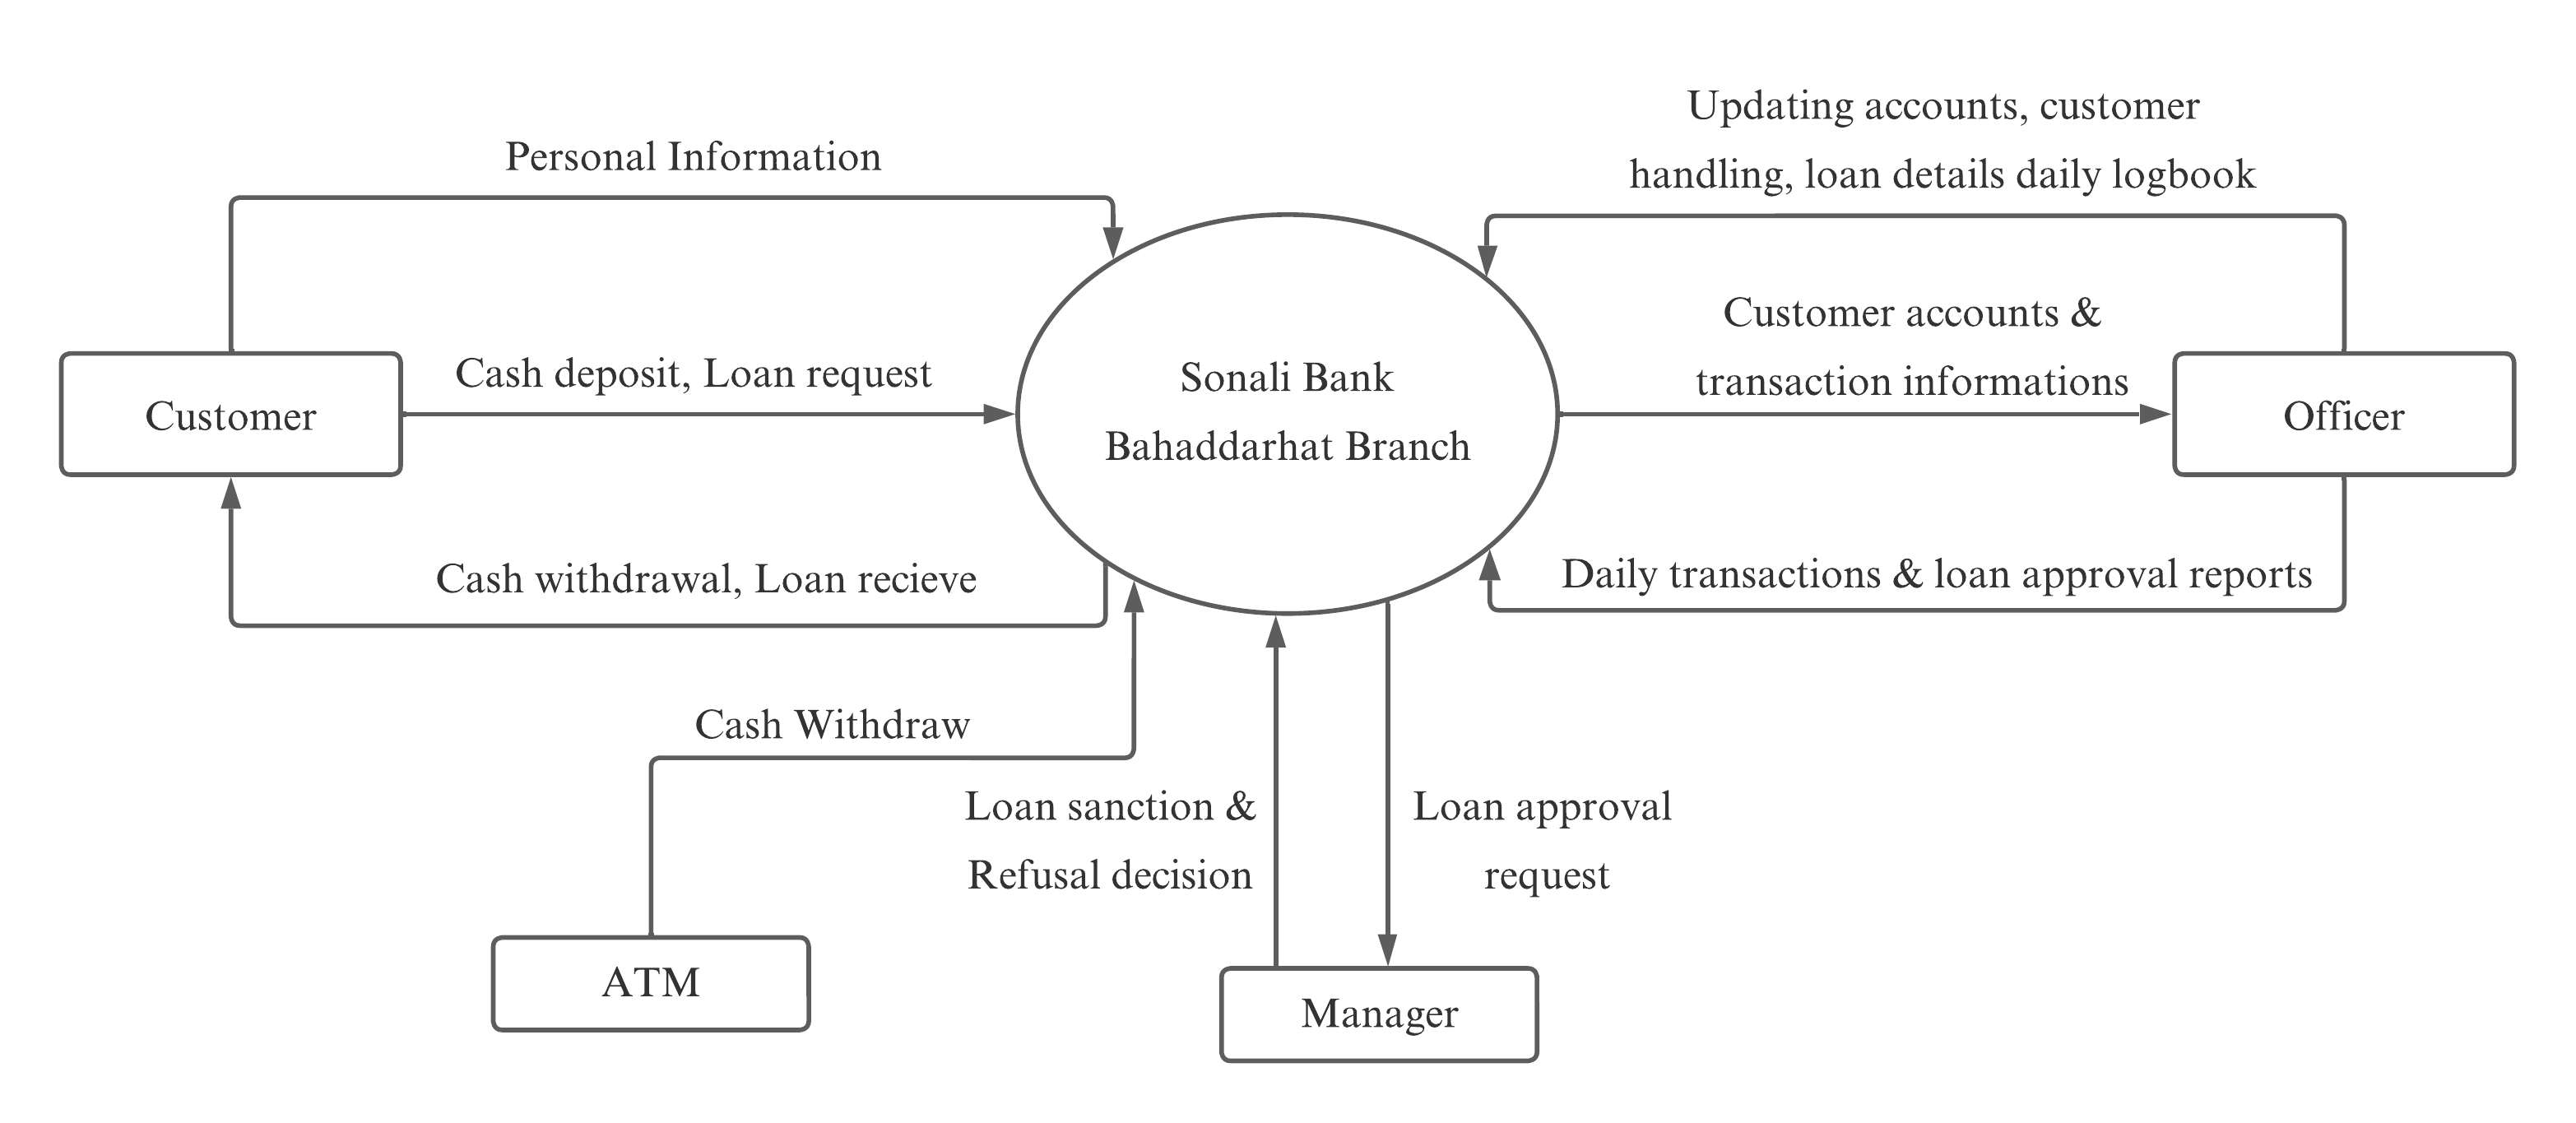 Updating accounts, customer
handling, loan details daily logbook
Personal Information
Customer accounts &
transaction informations
Cash deposit, Loan request
Sonali Bank
Bahaddarhat Branch
Customer
Officer
Cash withdrawal, Loan recieve
Daily transactions & loan approval reports
Cash Withdraw
Loan sanction &
Refusal decision
Loan approval
request
ATM
Manager